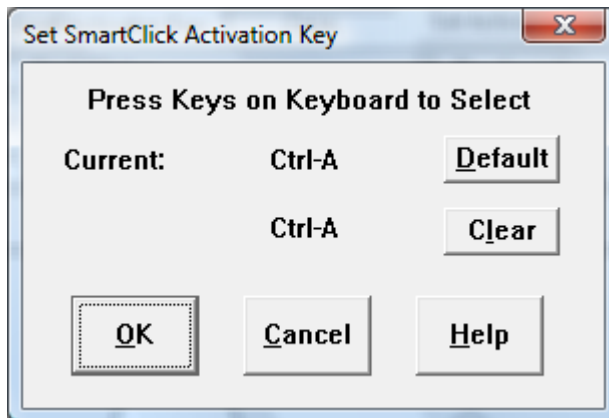 Set SmartClick Activation Key
Press Keys on Keyboard to Select
Current: Ctrl-A Default
Ctrl-A Clear
OK Cancel Help